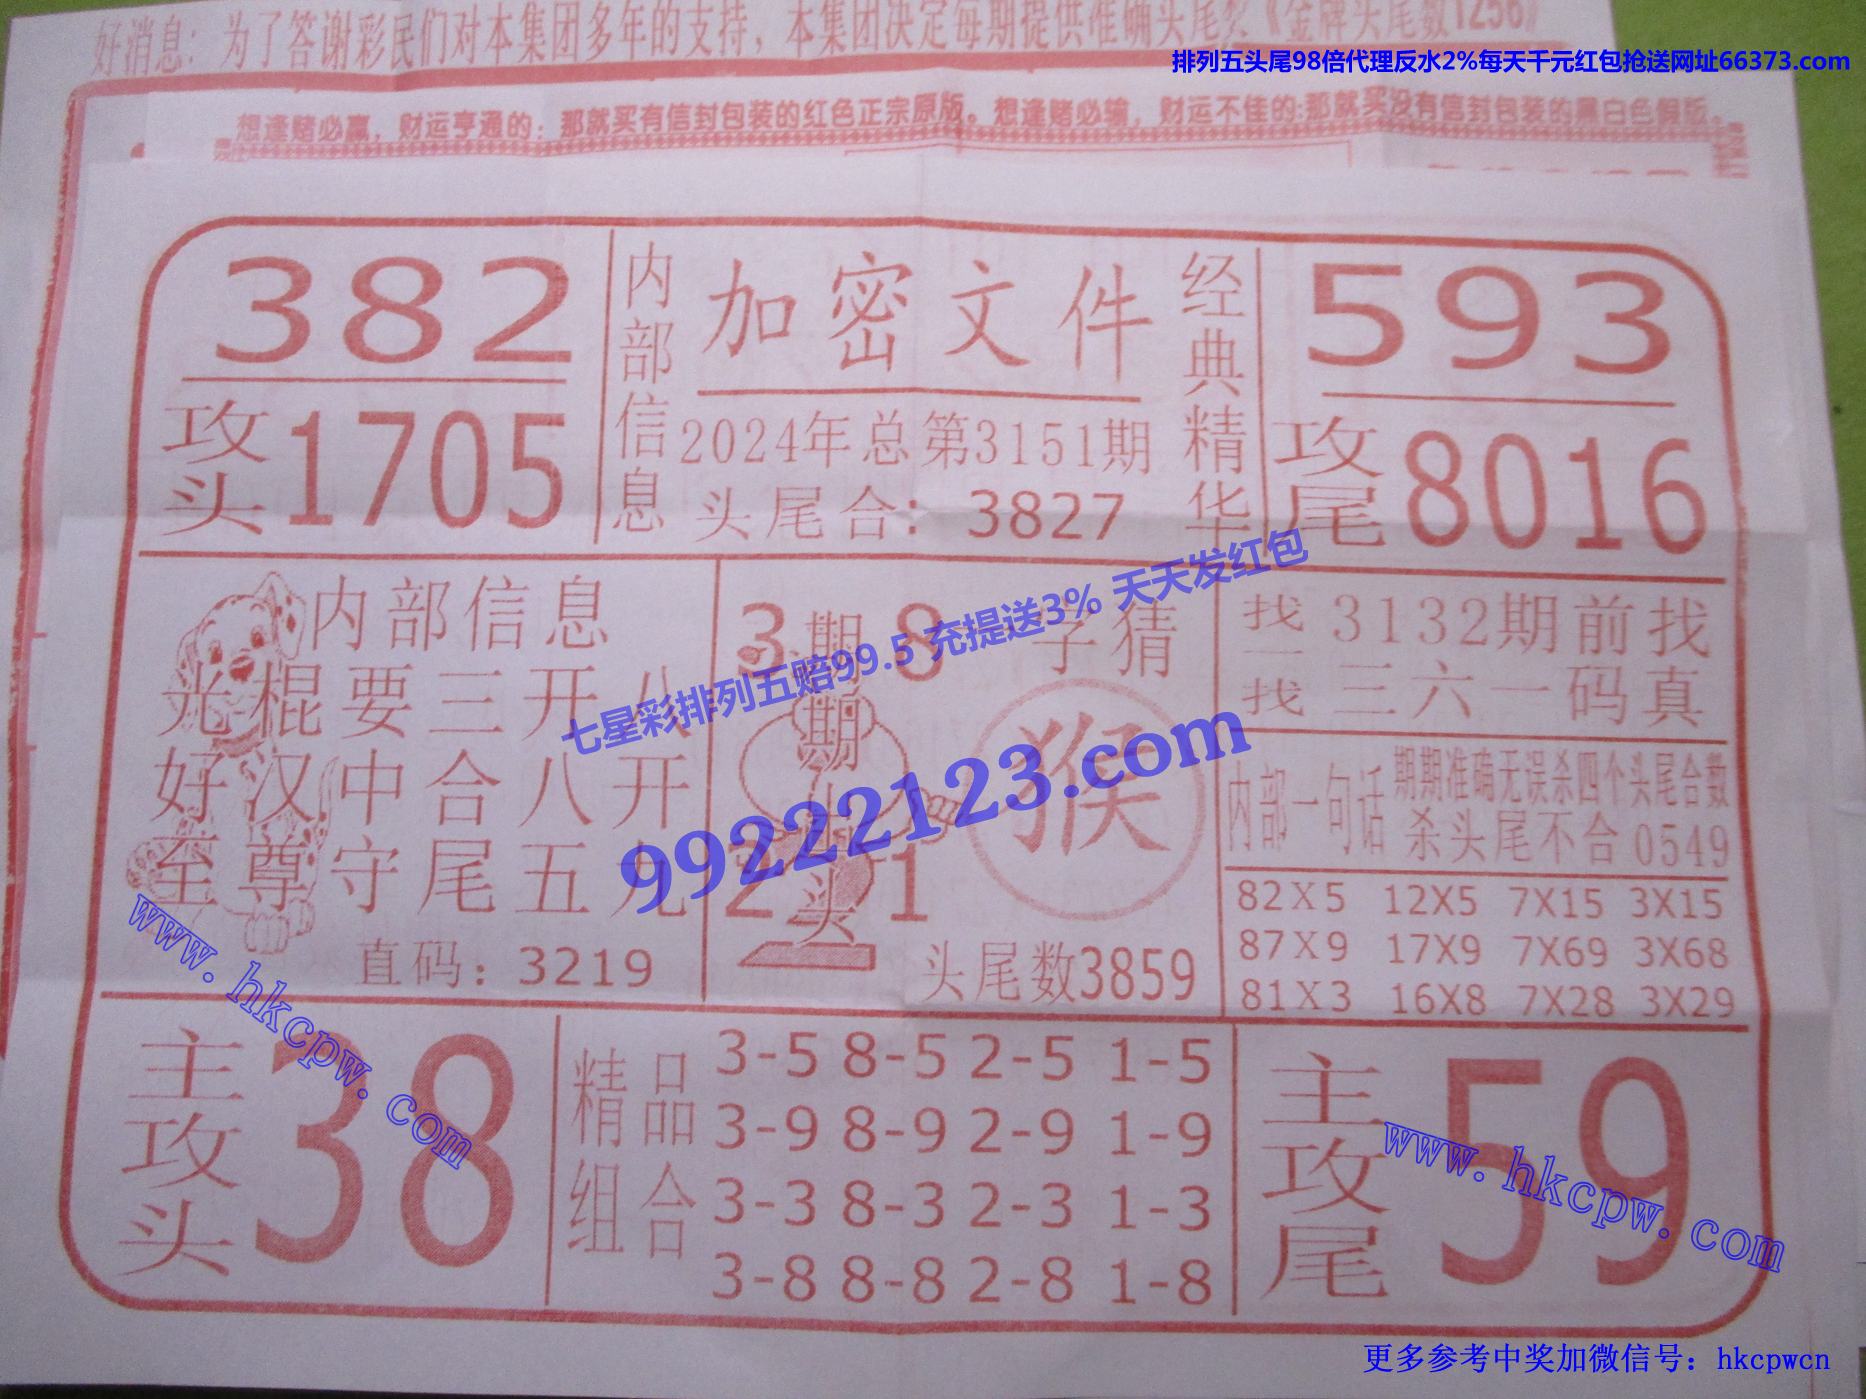 好消息：为了答谢彩民们对本集团多年的支持，本集团决定每期提供准确头尾奖《金牌头尾数1256》
排列五头尾98倍代理反水2%每天千元红包抢送网址66373.com
想逢赌必赢，财运亨通的：那就买有信封包装的红色正宗原版。想逢赌必输，财运不佳的:那就买没有信封包装的黑白色假版。
382
攻头1705
内部信息
加密文件
2024年总第3151期
头尾合：3827
经典精华
593
攻尾8016
内部信息
光棍要三开八
好汉中合八开
至尊守尾五九
直码：3219
3 8
期期
头
2 1
字猜
猴
头尾数3859
找一找
3132期前找
三六一码真
内部一句话
期期准确无误杀四个头尾合数
杀头尾不合0549
82X5 12X5 7X15 3X15
87X9 17X9 7X69 3X68
81X3 16X8 7X28 3X29
七星彩排列五赔99.5 充提送3% 天天发红包
99222123.com
www.hkcpw.com
主攻头
38
精品组合
3-5 8-5 2-5 1-5
3-9 8-9 2-9 1-9
3-3 8-3 2-3 1-3
3-8 8-8 2-8 1-8
主攻尾
59
www.hkcpw.com
更多参考中奖加微信号：hkcpwcn